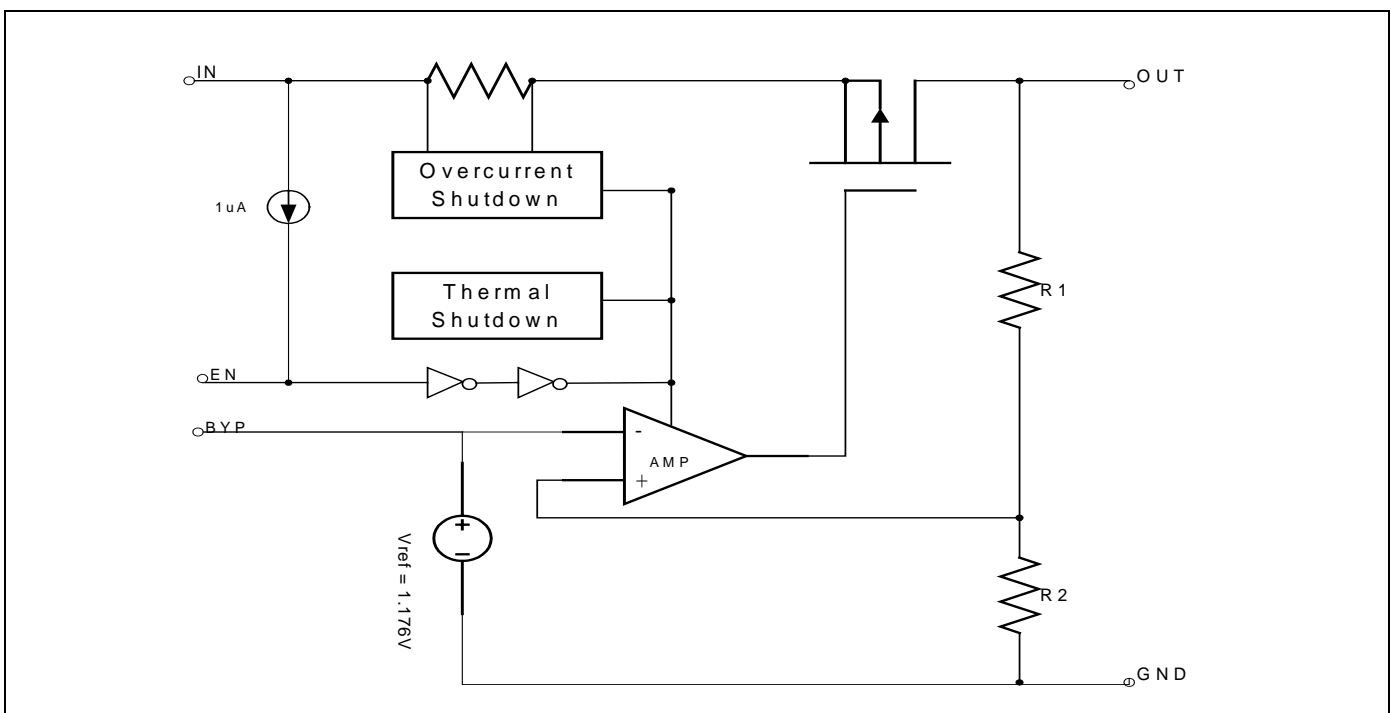 IN
OUT
Overcurrent
Shutdown
1uA
Thermal
Shutdown
R1
EN
BYP
-
AMP
+
+
-
Vref = 1.176V
R2
GND